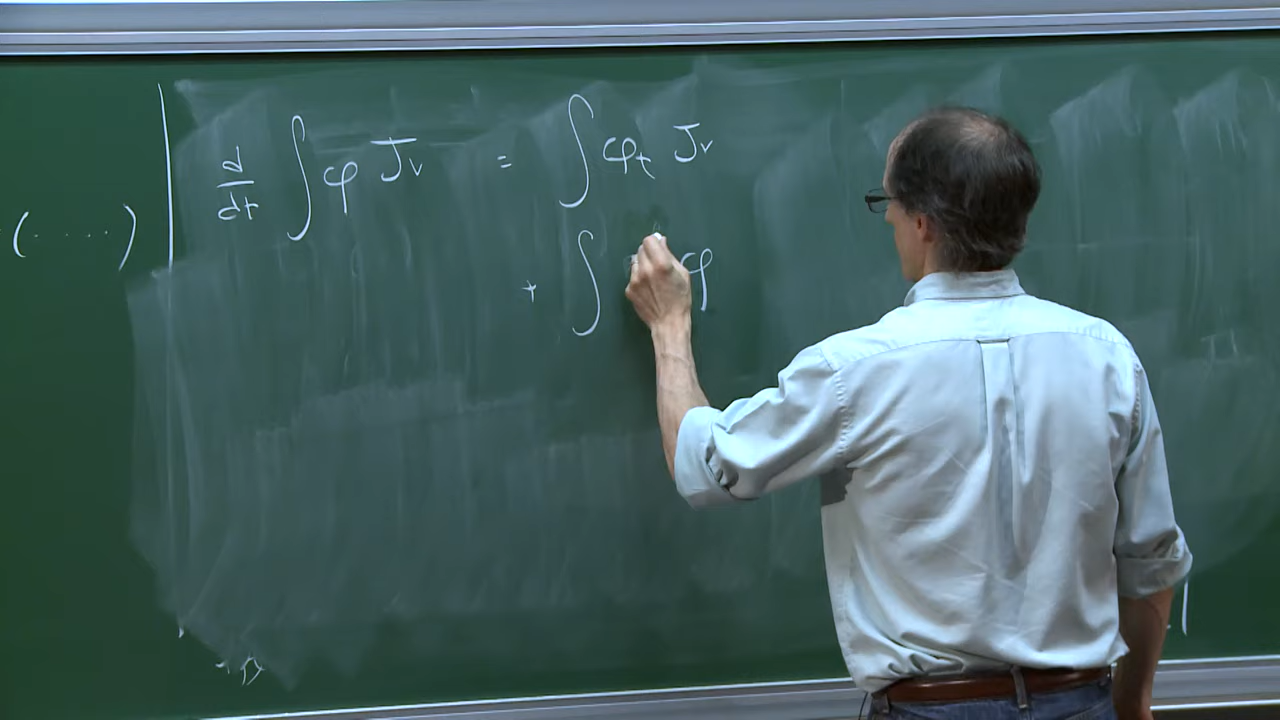 d/dt ∫ φ Jv = ∫ φt Jv
(....)
+ ∫ φ